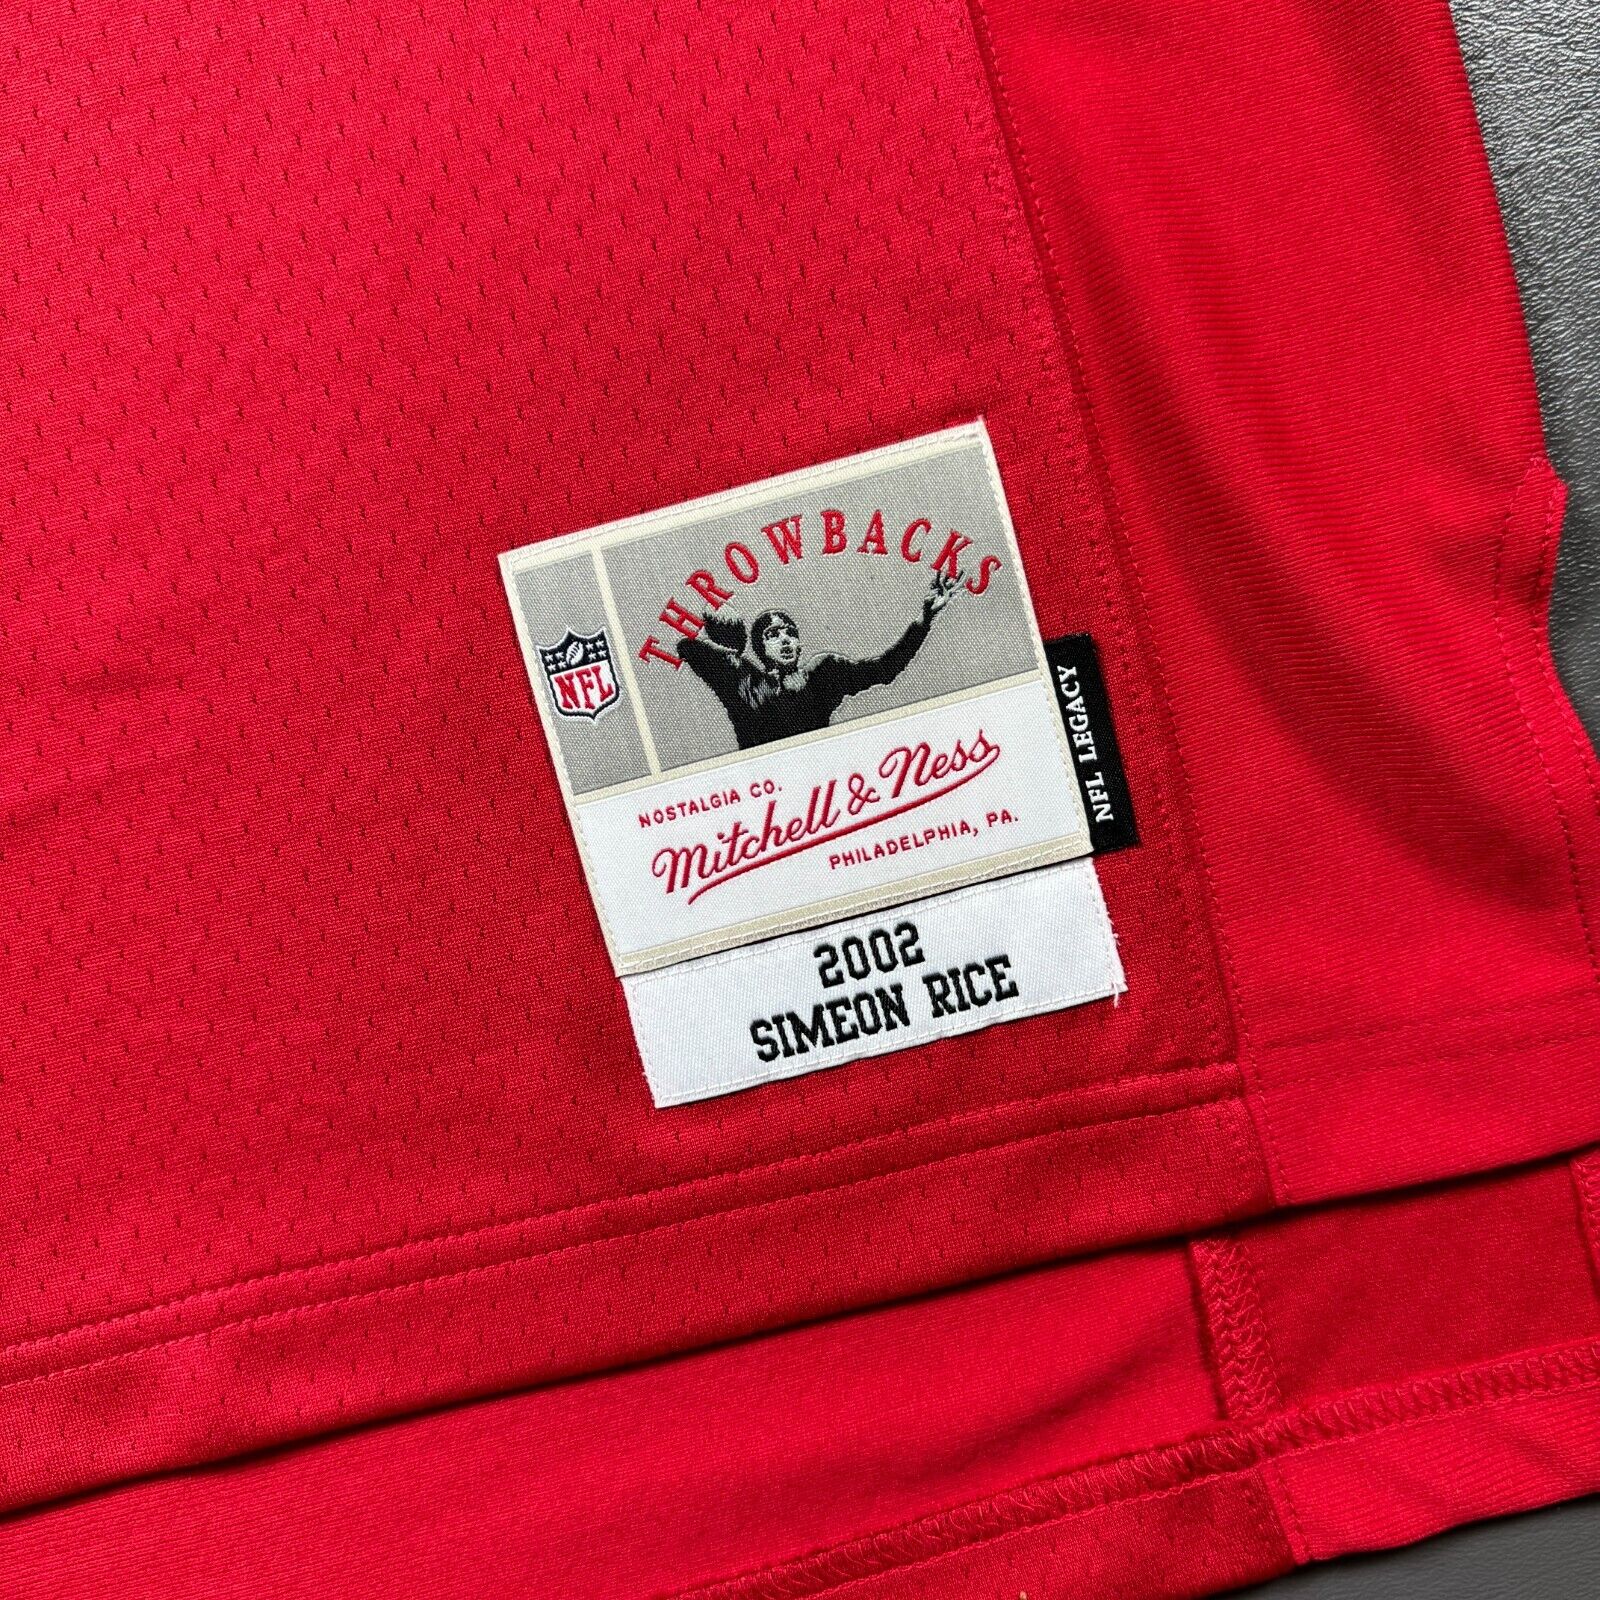 THROWBACKS
NFL
NOSTALGIA CO.
Mitchell & Ness
PHILADELPHIA, PA.
NFL LEGACY
2002
SIMEON RICE